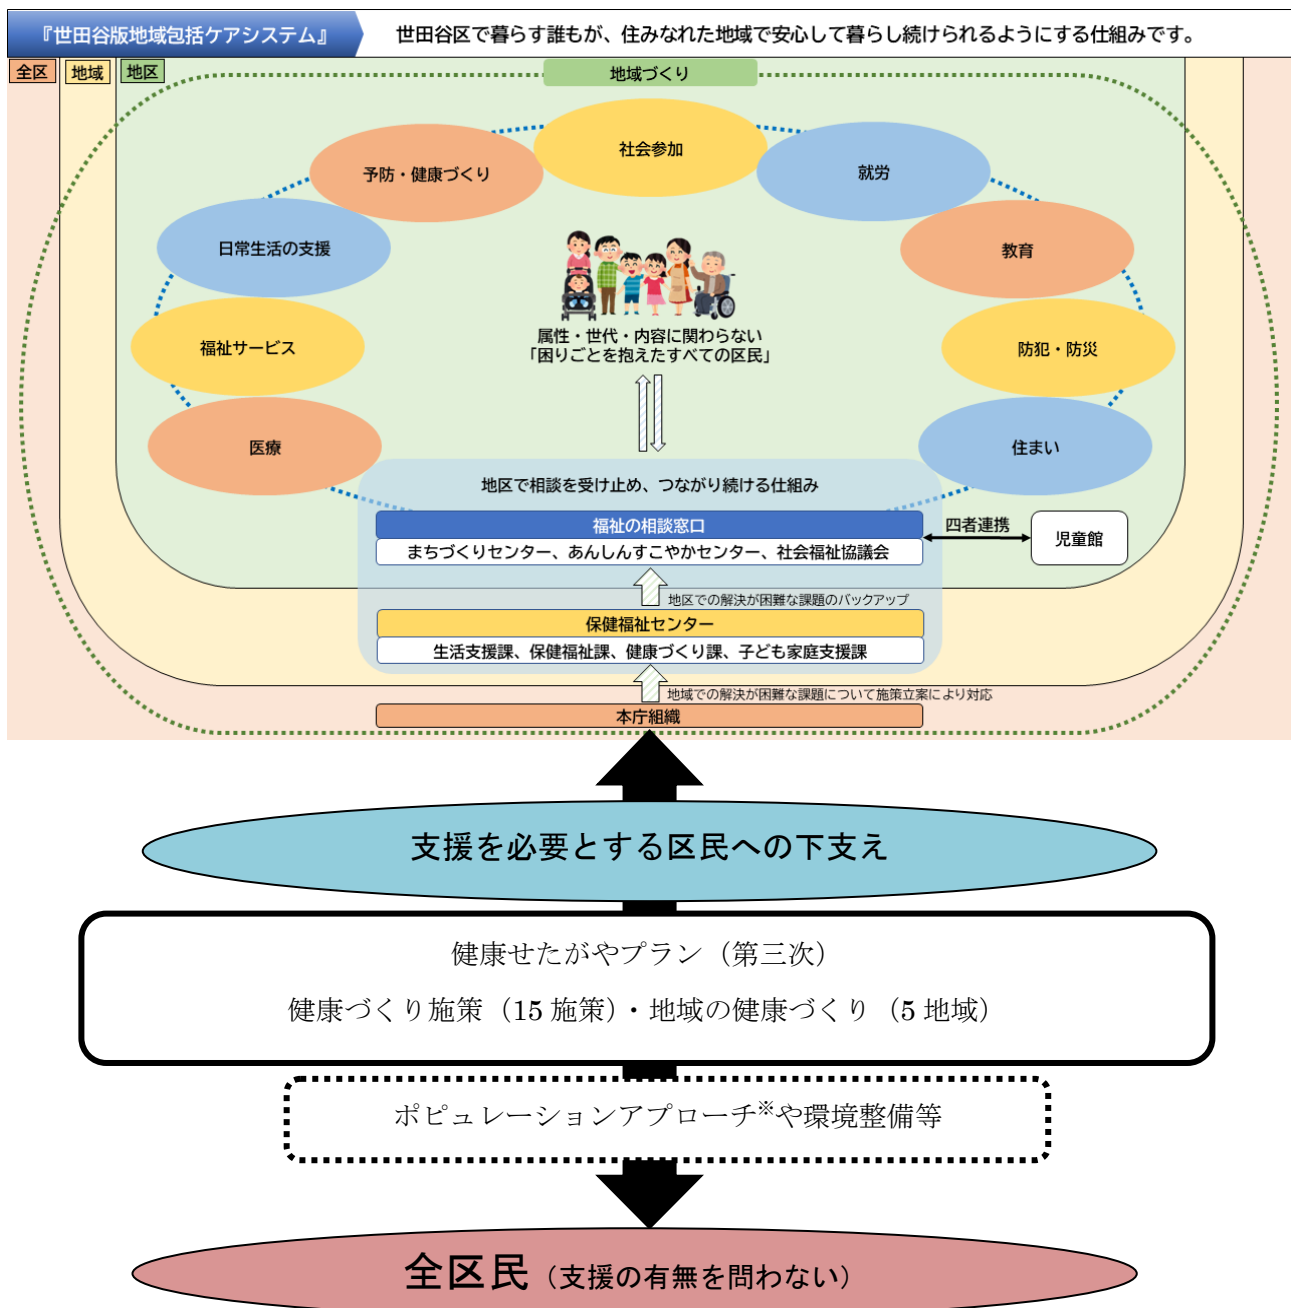 『世田谷版地域包括ケアシステム』
世田谷区で暮らす誰もが、住みなれた地域で安心して暮らし続けられるようにする仕組みです。
全区
地域
地区
地域づくり
社会参加
予防・健康づくり
就労
日常生活の支援
教育
福祉サービス
防犯・防災
医療
住まい
属性・世代・内容に関わらない
「困りごとを抱えたすべての区民」
地区で相談を受け止め、つながり続ける仕組み
福祉の相談窓口
まちづくりセンター、あんしんすこやかセンター、社会福祉協議会
四者連携
児童館
地区での解決が困難な課題のバックアップ
保健福祉センター
生活支援課、保健福祉課、健康づくり課、子ども家庭支援課
地域での解決が困難な課題について施策立案により対応
本庁組織
支援を必要とする区民への下支え
健康せたがやプラン（第三次）
健康づくり施策（15 施策）・地域の健康づくり（5 地域）
ポピュレーションアプローチ※や環境整備等
全区民（支援の有無を問わない）